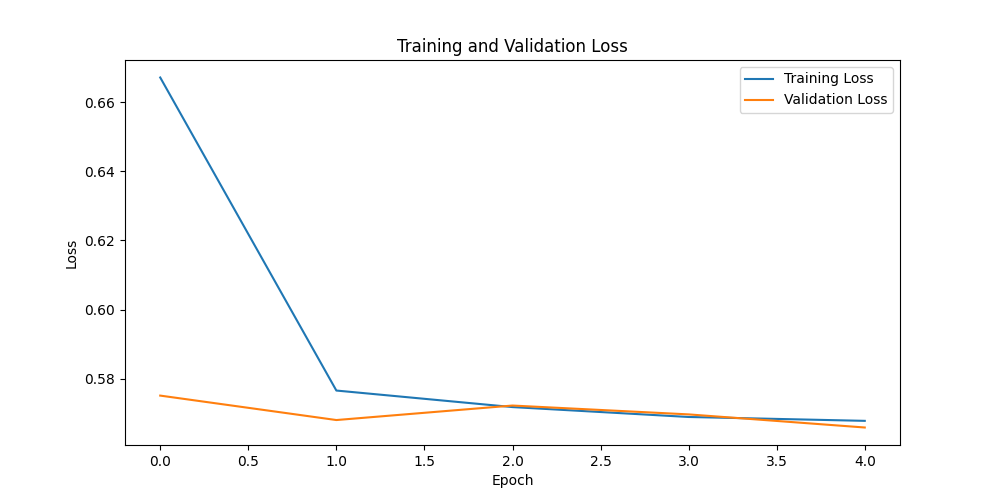 Training and Validation Loss
Training Loss
Validation Loss
0.66
0.64
0.62
0.60
0.58
Loss
0.0 0.5 1.0 1.5 2.0 2.5 3.0 3.5 4.0
Epoch